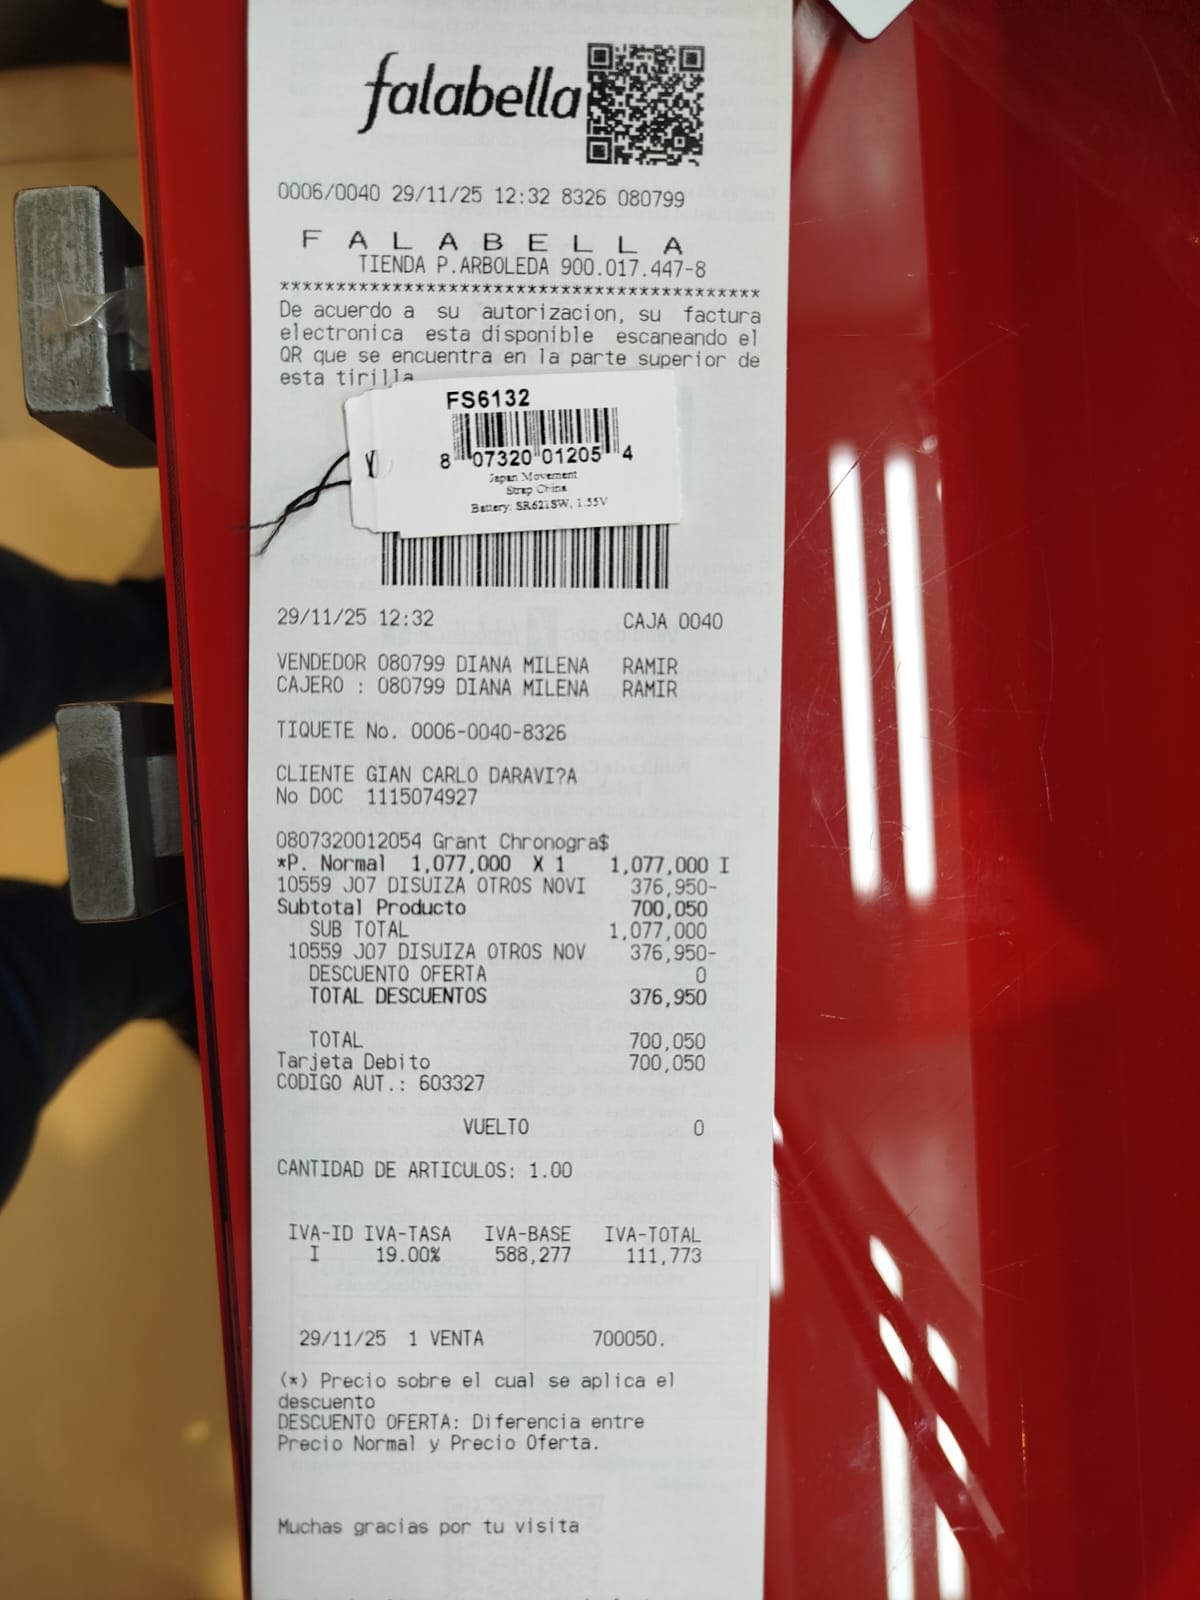 falabella
0006/0040 29/11/25 12:32 8326 080799
F A L A B E L L A
TIENDA P.ARBOLEDA 900.017.447-8
*******************************************
De acuerdo a su autorizacion, su factura
electronica esta disponible escaneando el
QR que se encuentra en la parte superior de
esta tirilla
FS6132
8 07320 01205 4
Japan Movement
Strap China
Battery: SR621SW, 1.55V
29/11/25 12:32 CAJA 0040
VENDEDOR 080799 DIANA MILENA RAMIR
CAJERO : 080799 DIANA MILENA RAMIR
TIQUETE No. 0006-0040-8326
CLIENTE GIAN CARLO DARAVI?A
No DOC 1115074927
0807320012054 Grant Chronogra$
*P. Normal 1,077,000 X 1 1,077,000 I
10559 J07 DISUIZA OTROS NOVI 376,950-
Subtotal Producto 700,050
SUB TOTAL 1,077,000
10559 J07 DISUIZA OTROS NOV 376,950-
DESCUENTO OFERTA 0
TOTAL DESCUENTOS 376,950
TOTAL 700,050
Tarjeta Debito 700,050
CODIGO AUT.: 603327
VUELTO 0
CANTIDAD DE ARTICULOS: 1.00
IVA-ID IVA-TASA IVA-BASE IVA-TOTAL
I 19.00% 588,277 111,773
29/11/25 1 VENTA 700050.
(*) Precio sobre el cual se aplica el
descuento
DESCUENTO OFERTA: Diferencia entre
Precio Normal y Precio Oferta.
Muchas gracias por tu visita